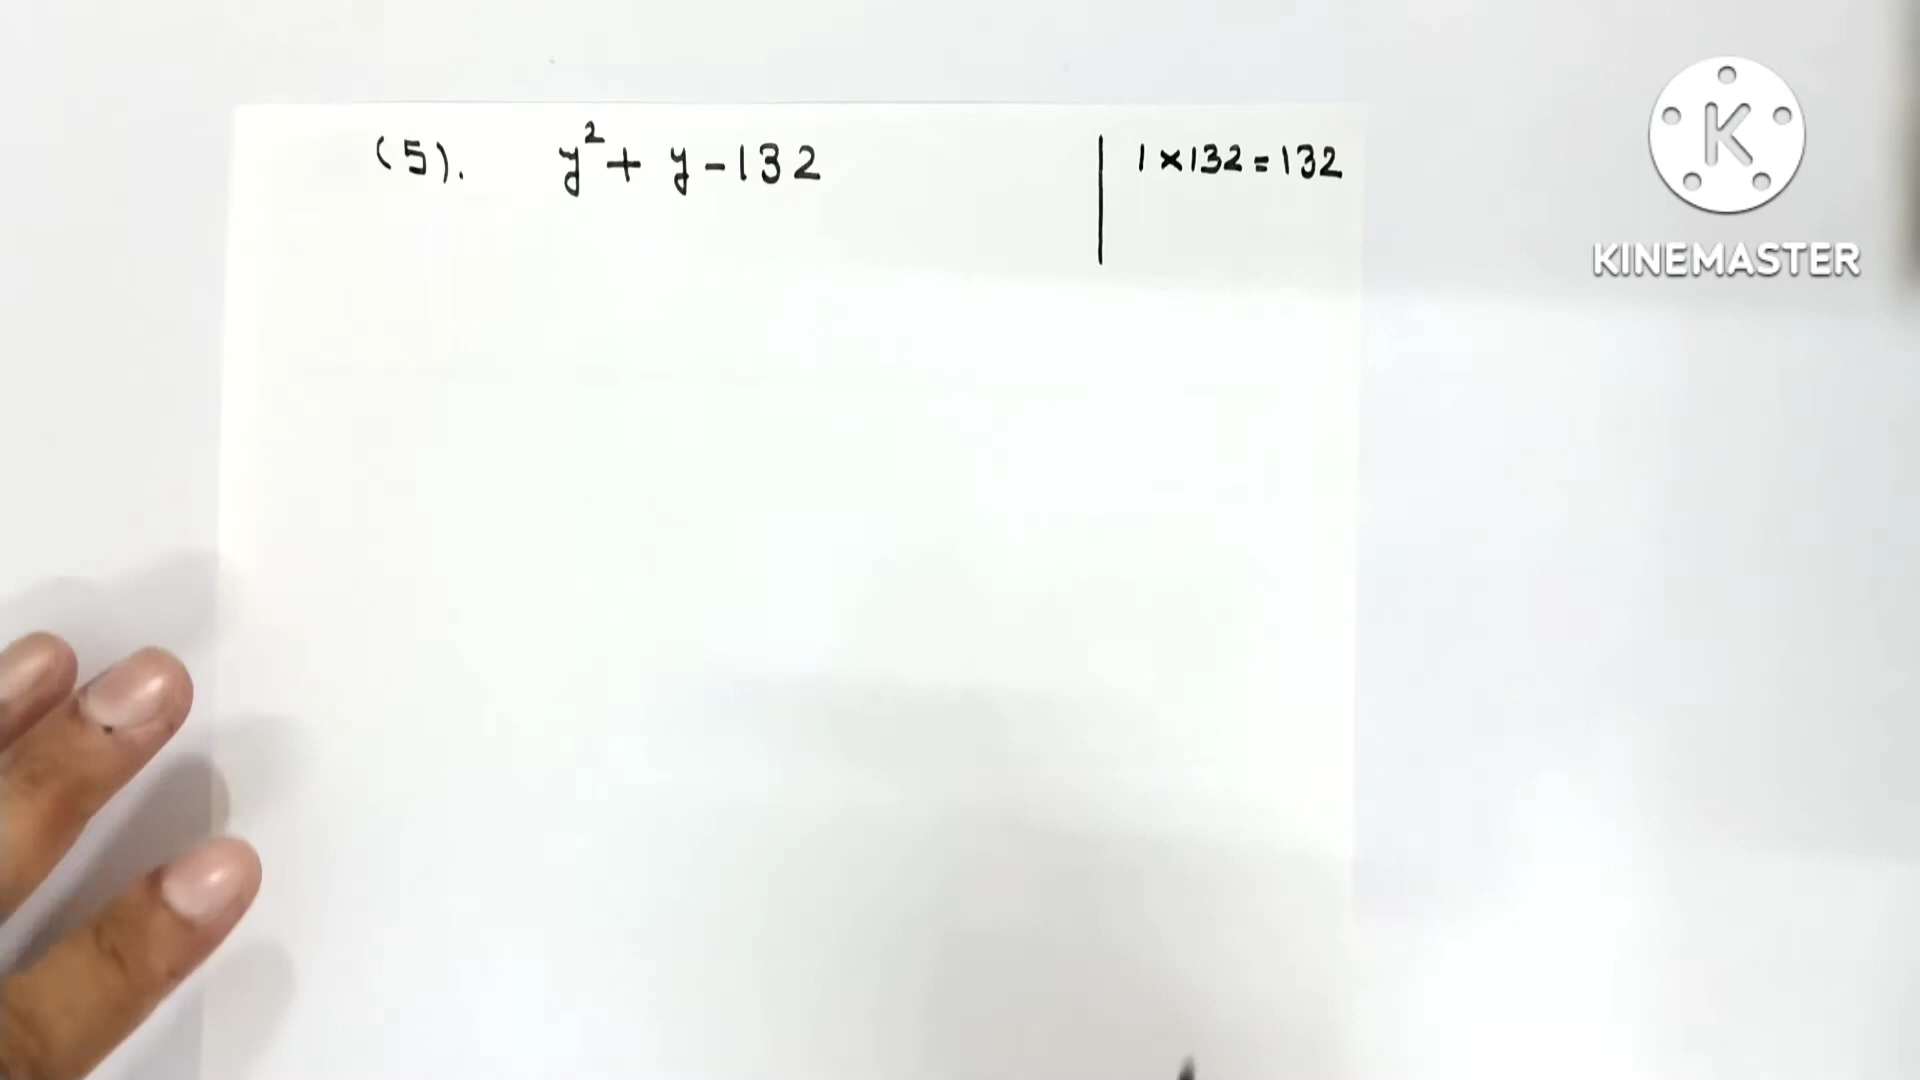 (5). y² + y - 132
1 × 132 = 132
K
KINEMASTER